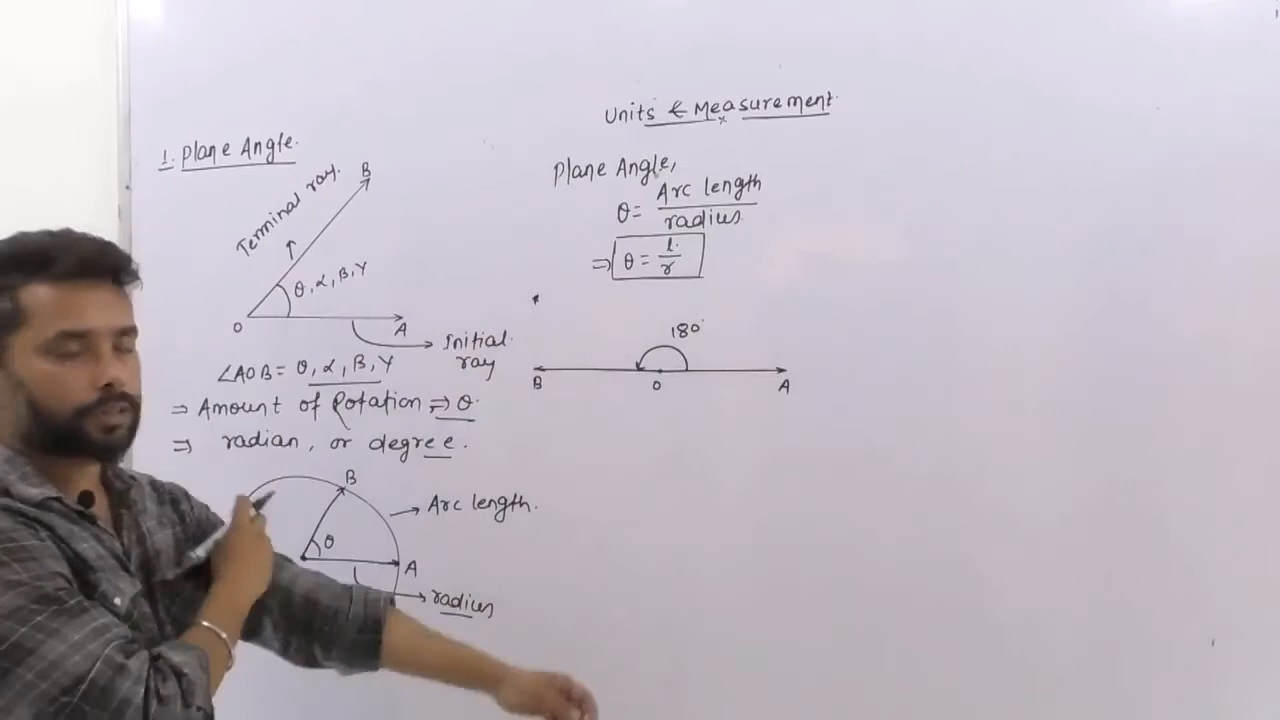 Units & Measurement.
1. Plane Angle.
Terminal ray.
B
θ, α, β, γ
O
A
Initial
ray
∠AOB = θ, α, β, γ
⇒ Amount of Rotation, ⇒ θ.
⇒ radian, or degree.
B
→ Arc length.
θ
A
radius
Plane Angle,
θ = Arc length
radius
⇒ θ = l
r
180°
B
O
A